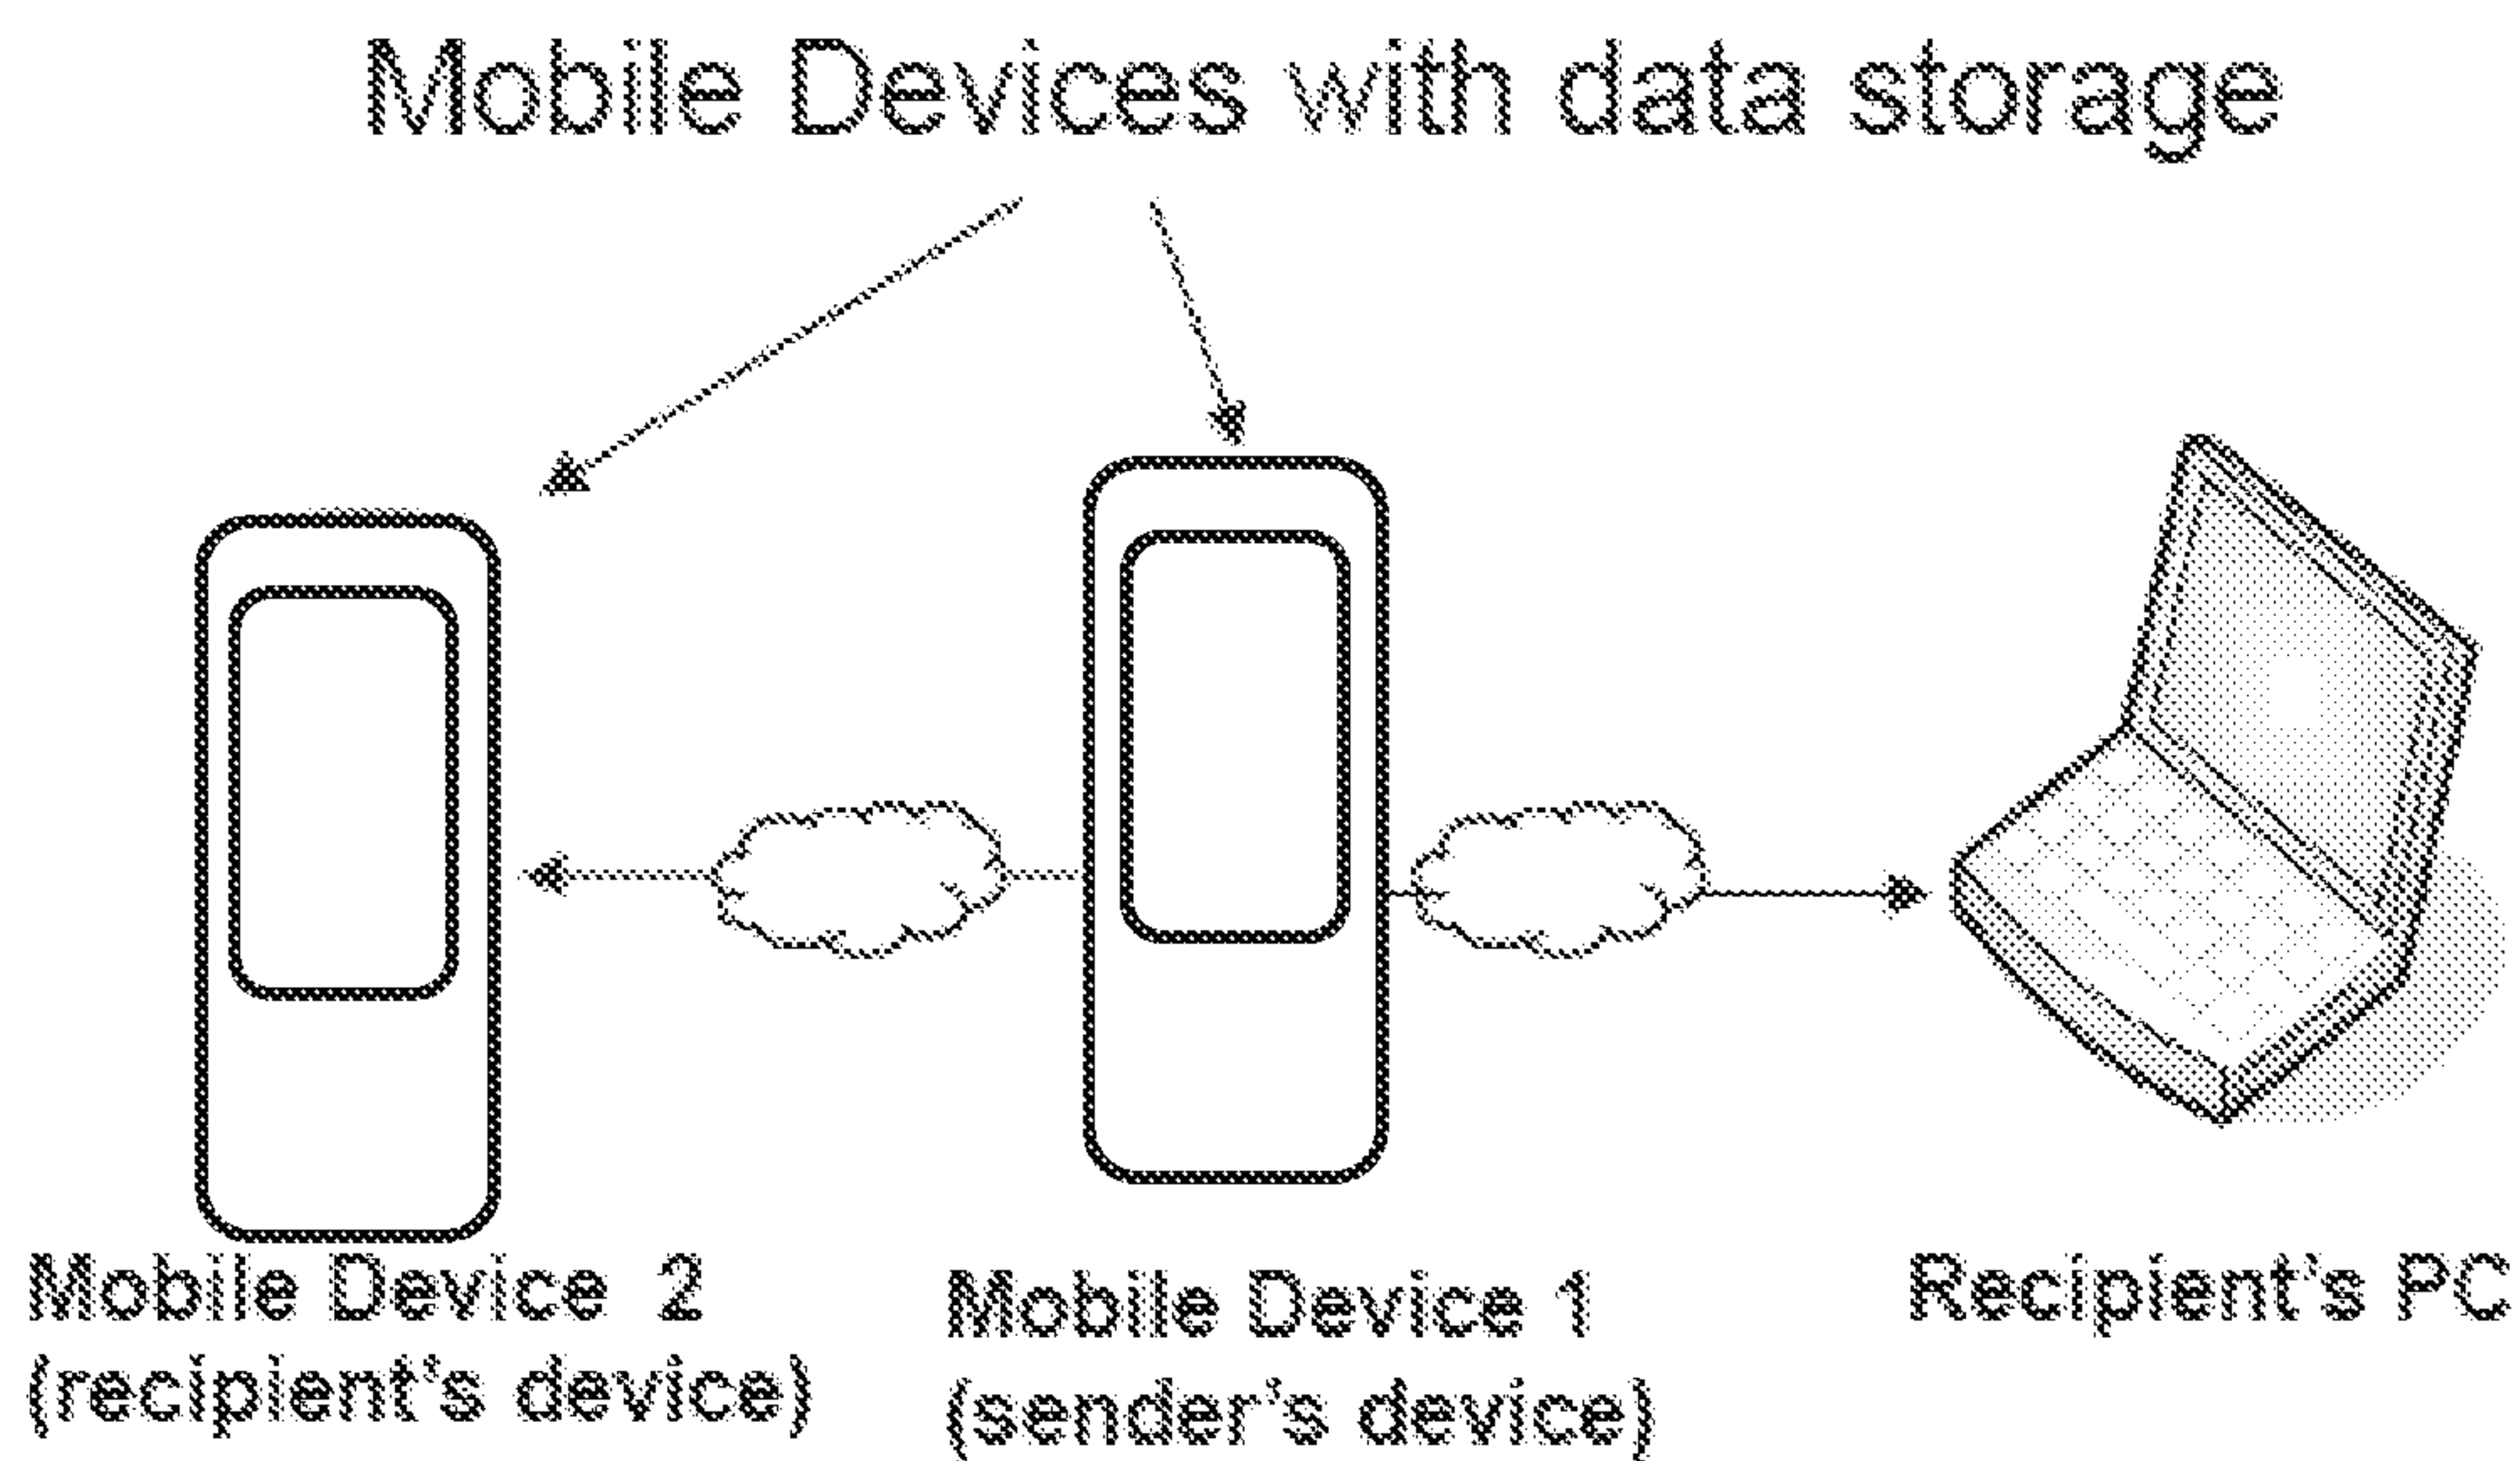 Mobile Devices with data storage
Mobile Device 2
(recipient's device)
Mobile Device 1
(sender's device)
Recipient's PC